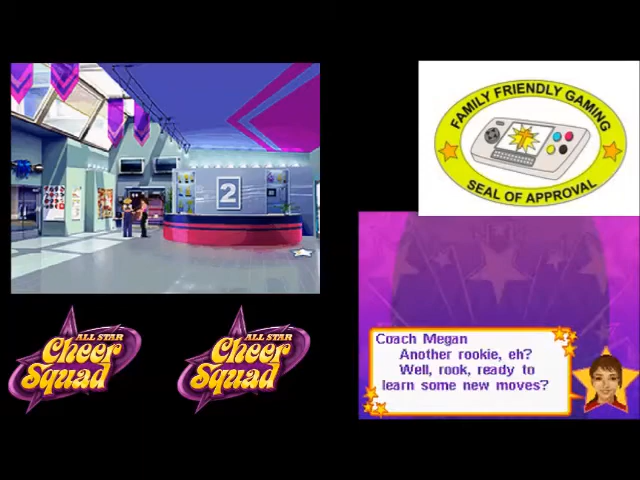 2
FAMILY FRIENDLY GAMING
SEAL OF APPROVAL
Coach Megan
Another rookie, eh?
Well, rook, ready to
learn some new moves?
ALL STAR
Cheer
Squad
ALL STAR
Cheer
Squad